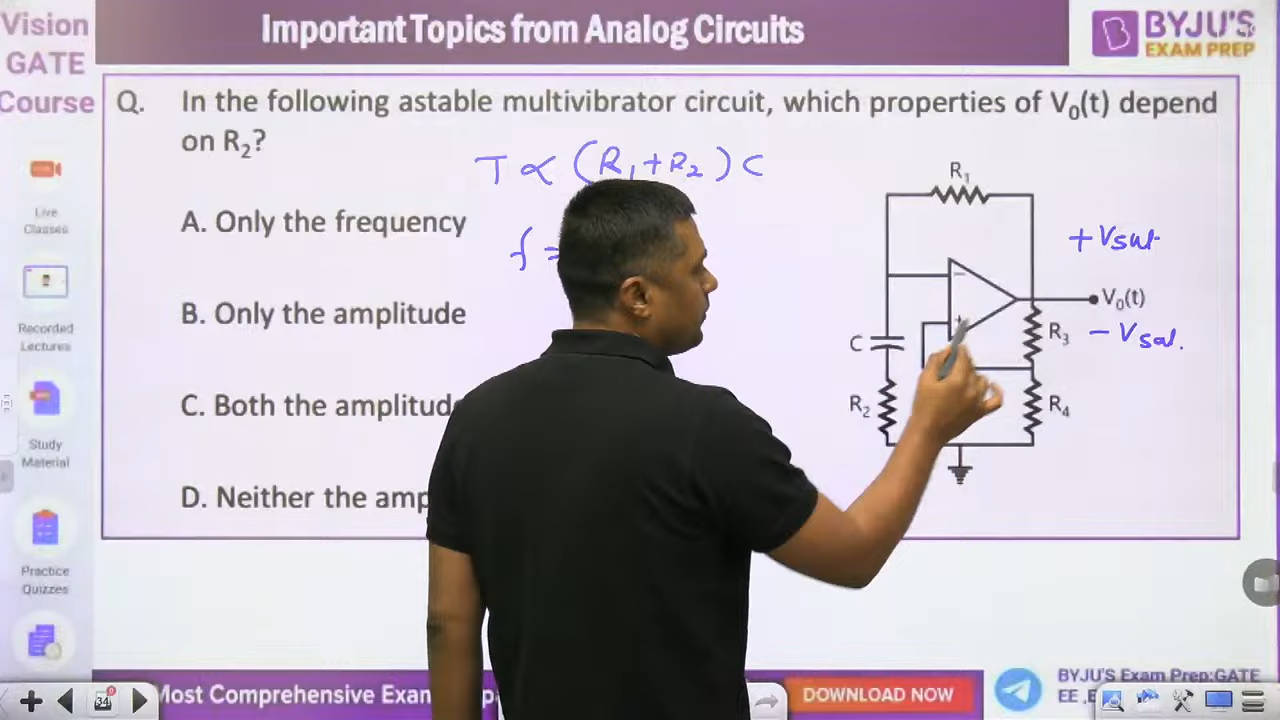 Vision
GATE
Course
Important Topics from Analog Circuits
BYJU'S
EXAM PREP
Q. In the following astable multivibrator circuit, which properties of V₀(t) depend
on R₂?
T ∝ (R₁+R₂) C
A. Only the frequency
f =
B. Only the amplitude
C. Both the amplitud
D. Neither the amp
R₁
+Vsat
−
+
V₀(t)
−Vsat.
R₃
C
R₂
R₄
Live
Classes
Recorded
Lectures
Study
Material
Practice
Quizzes
34
Most Comprehensive Exam
DOWNLOAD NOW
BYJU'S Exam Prep:GATE
EE